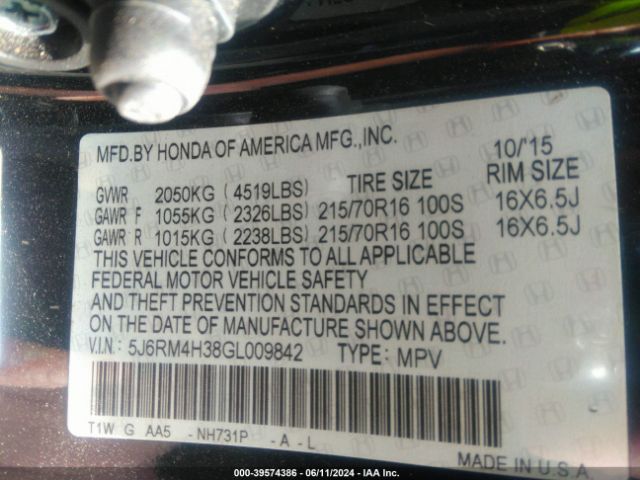 MFD.BY HONDA OF AMERICA MFG.,INC. 10/'15
TIRE SIZE RIM SIZE
GVWR 2050KG (4519LBS)
GAWR F 1055KG (2326LBS) 215/70R16 100S 16X6.5J
GAWR R 1015KG (2238LBS) 215/70R16 100S 16X6.5J
THIS VEHICLE CONFORMS TO ALL APPLICABLE
FEDERAL MOTOR VEHICLE SAFETY
AND THEFT PREVENTION STANDARDS IN EFFECT
ON THE DATE OF MANUFACTURE SHOWN ABOVE.
V.I.N: 5J6RM4H38GL009842 TYPE: MPV
T1W G AA5 -NH731P -A-L
MADE IN U.S.A.
000-39574386 - 06/11/2024 - IAA Inc.